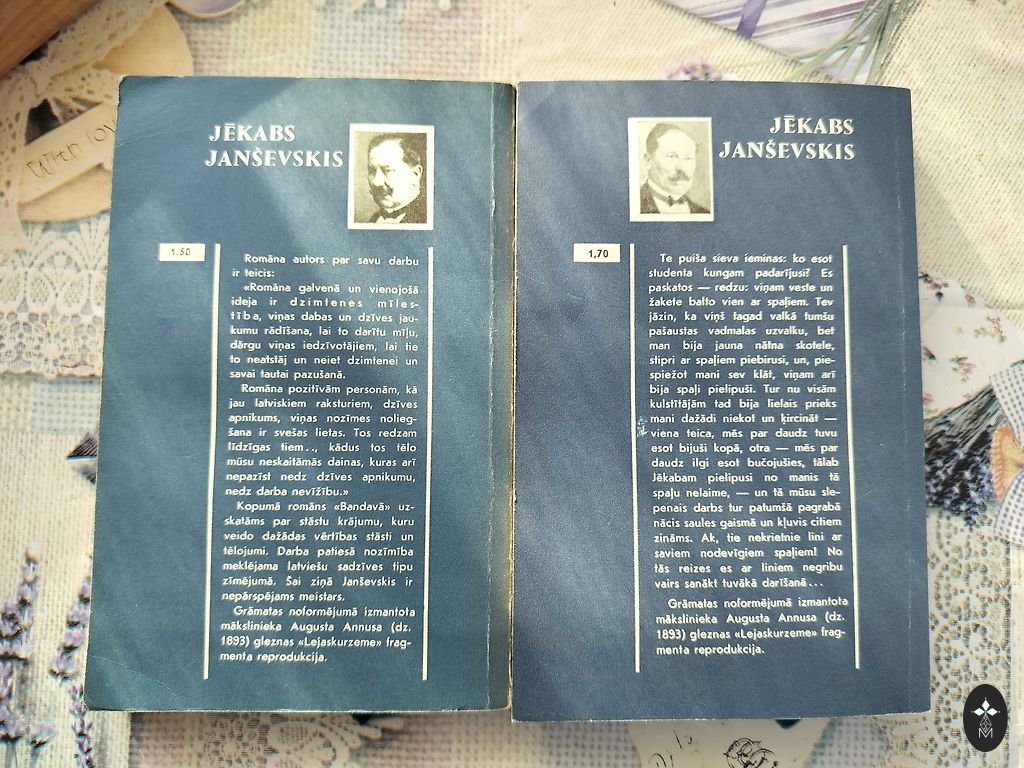 With lov
JĒKABS
JANŠEVSKIS
1,50
Romāna autors par savu darbu
ir teicis:
«Romāna galvenā un vienojošā
ideja ir dzimtenes mīles-
tība, viņas dabas un dzīves jau-
kumu rādīšana, lai to darītu mīļu,
dārgu viņas iedzīvotājiem, lai tie
to neatstāj un neiet dzimtenei un
savai tautai pazušanā.
Romāna pozitīvām personām, kā
jau latviskiem raksturiem, dzīves
apnikums, viņas nozīmes nolieg-
šana ir svešas lietas. Tos redzam
līdzīgas tiem.., kādus tos tēlo
mūsu neskaitāmās dainas, kuras arī
nepazīst nedz dzīves apnikumu,
nedz darba nevīžību.»
Kopumā romāns «Bandavā» uz-
skatāms par stāstu krājumu, kuru
veido dažādas vērtības stāsti un
tēlojumi. Darba patiesā nozīmība
meklējama latviešu sadzīves tipu
zīmējumā. Šai ziņā Janševskis ir
nepārspējams meistars.
Grāmatas noformējumā izmantota
mākslinieka Augusta Annusa (dz.
1893) gleznas «Lejaskurzeme» frag-
menta reprodukcija.
JĒKABS
JANŠEVSKIS
1,70
Te puiša sieva ieminas: ko esot
studenta kungam padarījusi? Es
paskatos — redzu: viņam veste un
žakete balto vien ar spaļiem. Tev
jāzin, ka viņš tagad valkā tumšu
pašaustas vadmalas uzvalku, bet
man bija jauna nātna skotele,
stipri ar spaļiem piebirusi, un, pie-
spiežot mani sev klāt, viņam arī
bija spaļi pielipuši. Tur nu visām
kulstītājām tad bija lielais prieks
mani dažādi niekot un ķircināt —
viena teica, mēs par daudz tuvu
esot bijuši kopā, otra — mēs par
daudz ilgi esot bučojušies, tālab
Jēkabam pielipusi no manis tā
spaļu nelaime, — un tā mūsu sle-
penais darbs tur patumšā pagrabā
nācis saules gaismā un kļuvis citiem
zināms. Ak, tie nekrietnie lini ar
saviem nodevīgiem spaļiem! No
tās reizes es ar liniem negribu
vairs sanākt tuvākā darīšanā...
Grāmatas noformējumā izmantota
mākslinieka Augusta Annusa (dz.
1893) gleznas «Lejaskurzeme» frag-
menta reprodukcija.
M